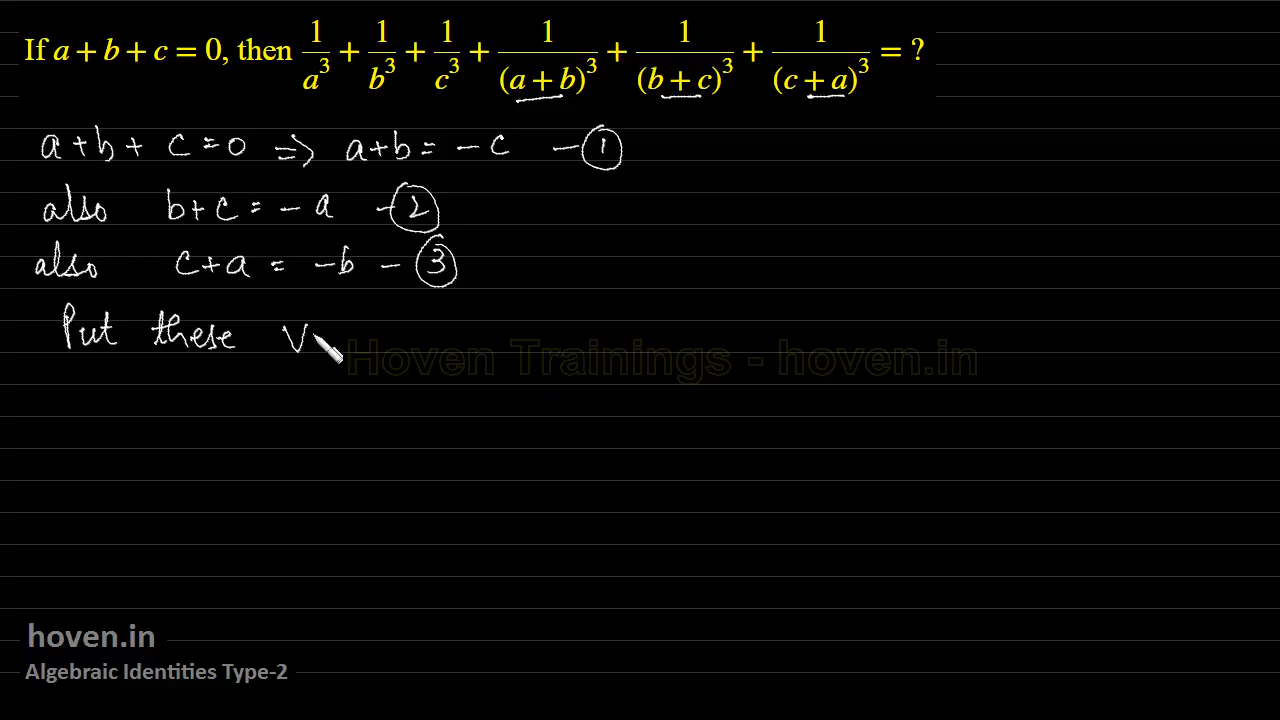 If a + b + c = 0, then 1/a³ + 1/b³ + 1/c³ + 1/(a + b)³ + 1/(b + c)³ + 1/(c + a)³ = ?
a + b + c = 0 => a + b = - c - ①
also b + c = - a - ②
also c + a = - b - ③
Put these V
Hoven Trainings - hoven.in
hoven.in
Algebraic Identities Type-2